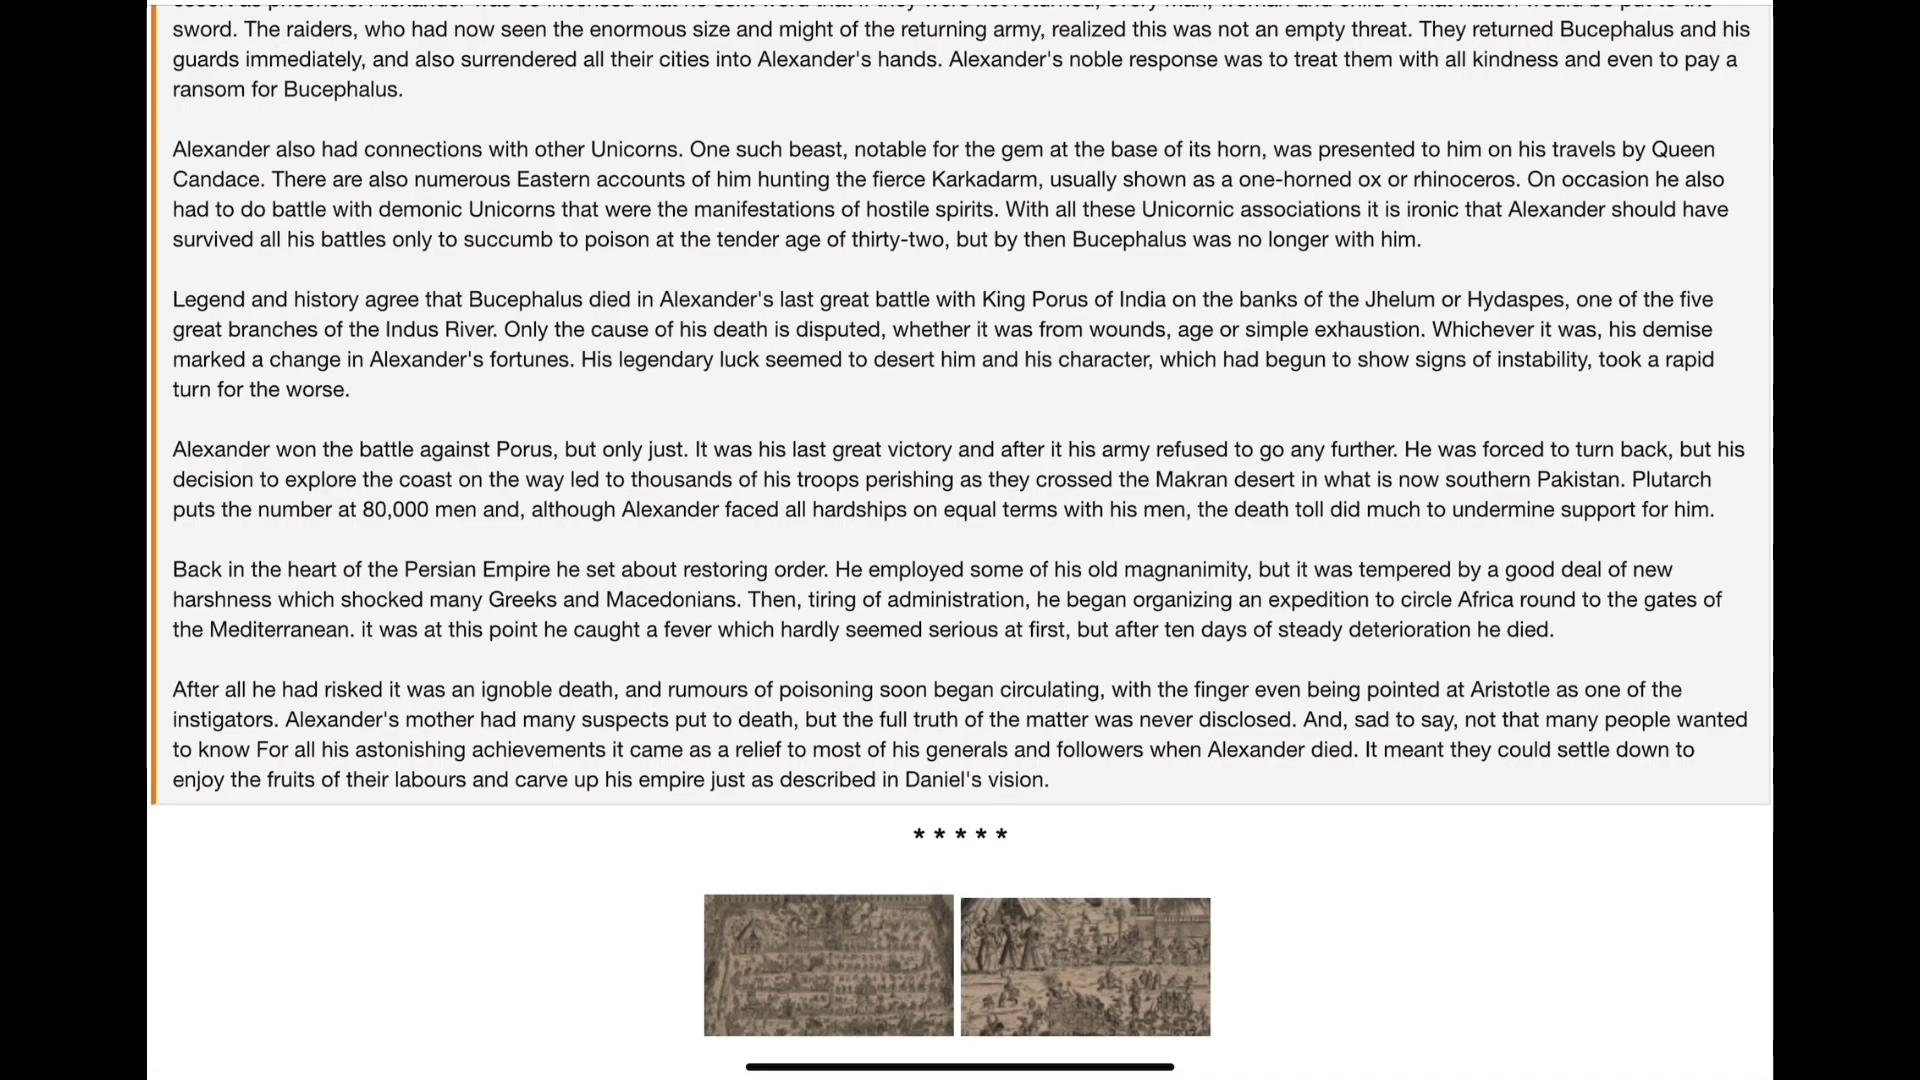 sword. The raiders, who had now seen the enormous size and might of the returning army, realized this was not an empty threat. They returned Bucephalus and his
guards immediately, and also surrendered all their cities into Alexander's hands. Alexander's noble response was to treat them with all kindness and even to pay a
ransom for Bucephalus.
Alexander also had connections with other Unicorns. One such beast, notable for the gem at the base of its horn, was presented to him on his travels by Queen
Candace. There are also numerous Eastern accounts of him hunting the fierce Karkadarm, usually shown as a one-horned ox or rhinoceros. On occasion he also
had to do battle with demonic Unicorns that were the manifestations of hostile spirits. With all these Unicornic associations it is ironic that Alexander should have
survived all his battles only to succumb to poison at the tender age of thirty-two, but by then Bucephalus was no longer with him.
Legend and history agree that Bucephalus died in Alexander's last great battle with King Porus of India on the banks of the Jhelum or Hydaspes, one of the five
great branches of the Indus River. Only the cause of his death is disputed, whether it was from wounds, age or simple exhaustion. Whichever it was, his demise
marked a change in Alexander's fortunes. His legendary luck seemed to desert him and his character, which had begun to show signs of instability, took a rapid
turn for the worse.
Alexander won the battle against Porus, but only just. It was his last great victory and after it his army refused to go any further. He was forced to turn back, but his
decision to explore the coast on the way led to thousands of his troops perishing as they crossed the Makran desert in what is now southern Pakistan. Plutarch
puts the number at 80,000 men and, although Alexander faced all hardships on equal terms with his men, the death toll did much to undermine support for him.
Back in the heart of the Persian Empire he set about restoring order. He employed some of his old magnanimity, but it was tempered by a good deal of new
harshness which shocked many Greeks and Macedonians. Then, tiring of administration, he began organizing an expedition to circle Africa round to the gates of
the Mediterranean. it was at this point he caught a fever which hardly seemed serious at first, but after ten days of steady deterioration he died.
After all he had risked it was an ignoble death, and rumours of poisoning soon began circulating, with the finger even being pointed at Aristotle as one of the
instigators. Alexander's mother had many suspects put to death, but the full truth of the matter was never disclosed. And, sad to say, not that many people wanted
to know For all his astonishing achievements it came as a relief to most of his generals and followers when Alexander died. It meant they could settle down to
enjoy the fruits of their labours and carve up his empire just as described in Daniel's vision.
* * * * *